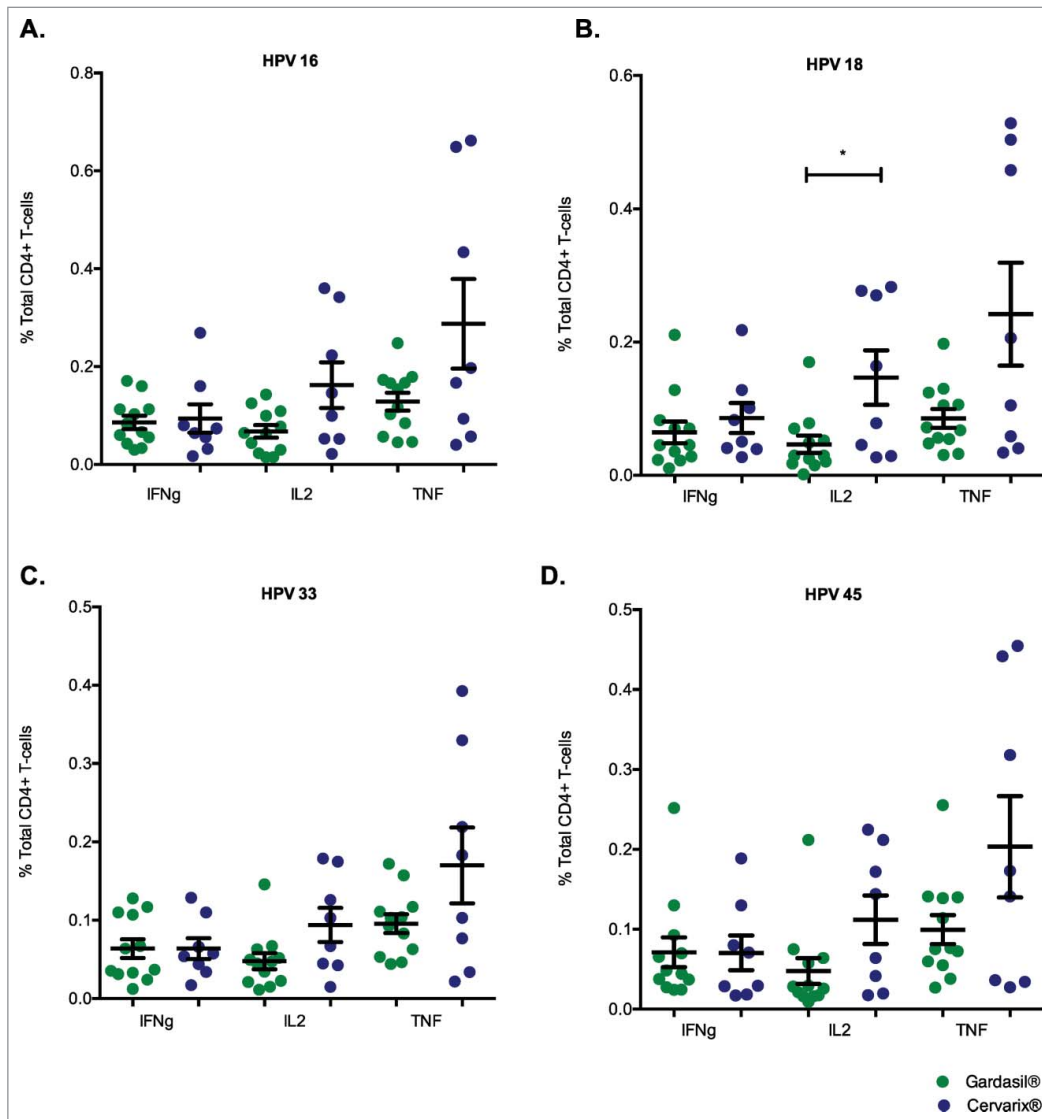 A.
HPV 16
0.8
0.6
0.4
0.2
0.0
% Total CD4+ T-cells
IFNg IL2 TNF
B.
HPV 18
*
0.6
0.4
0.2
0.0
% Total CD4+ T-cells
IFNg IL2 TNF
C.
HPV 33
0.5
0.4
0.3
0.2
0.1
0.0
% Total CD4+ T-cells
IFNg IL2 TNF
D.
HPV 45
0.5
0.4
0.3
0.2
0.1
0.0
% Total CD4+ T-cells
IFNg IL2 TNF
Gardasil®
Cervarix®